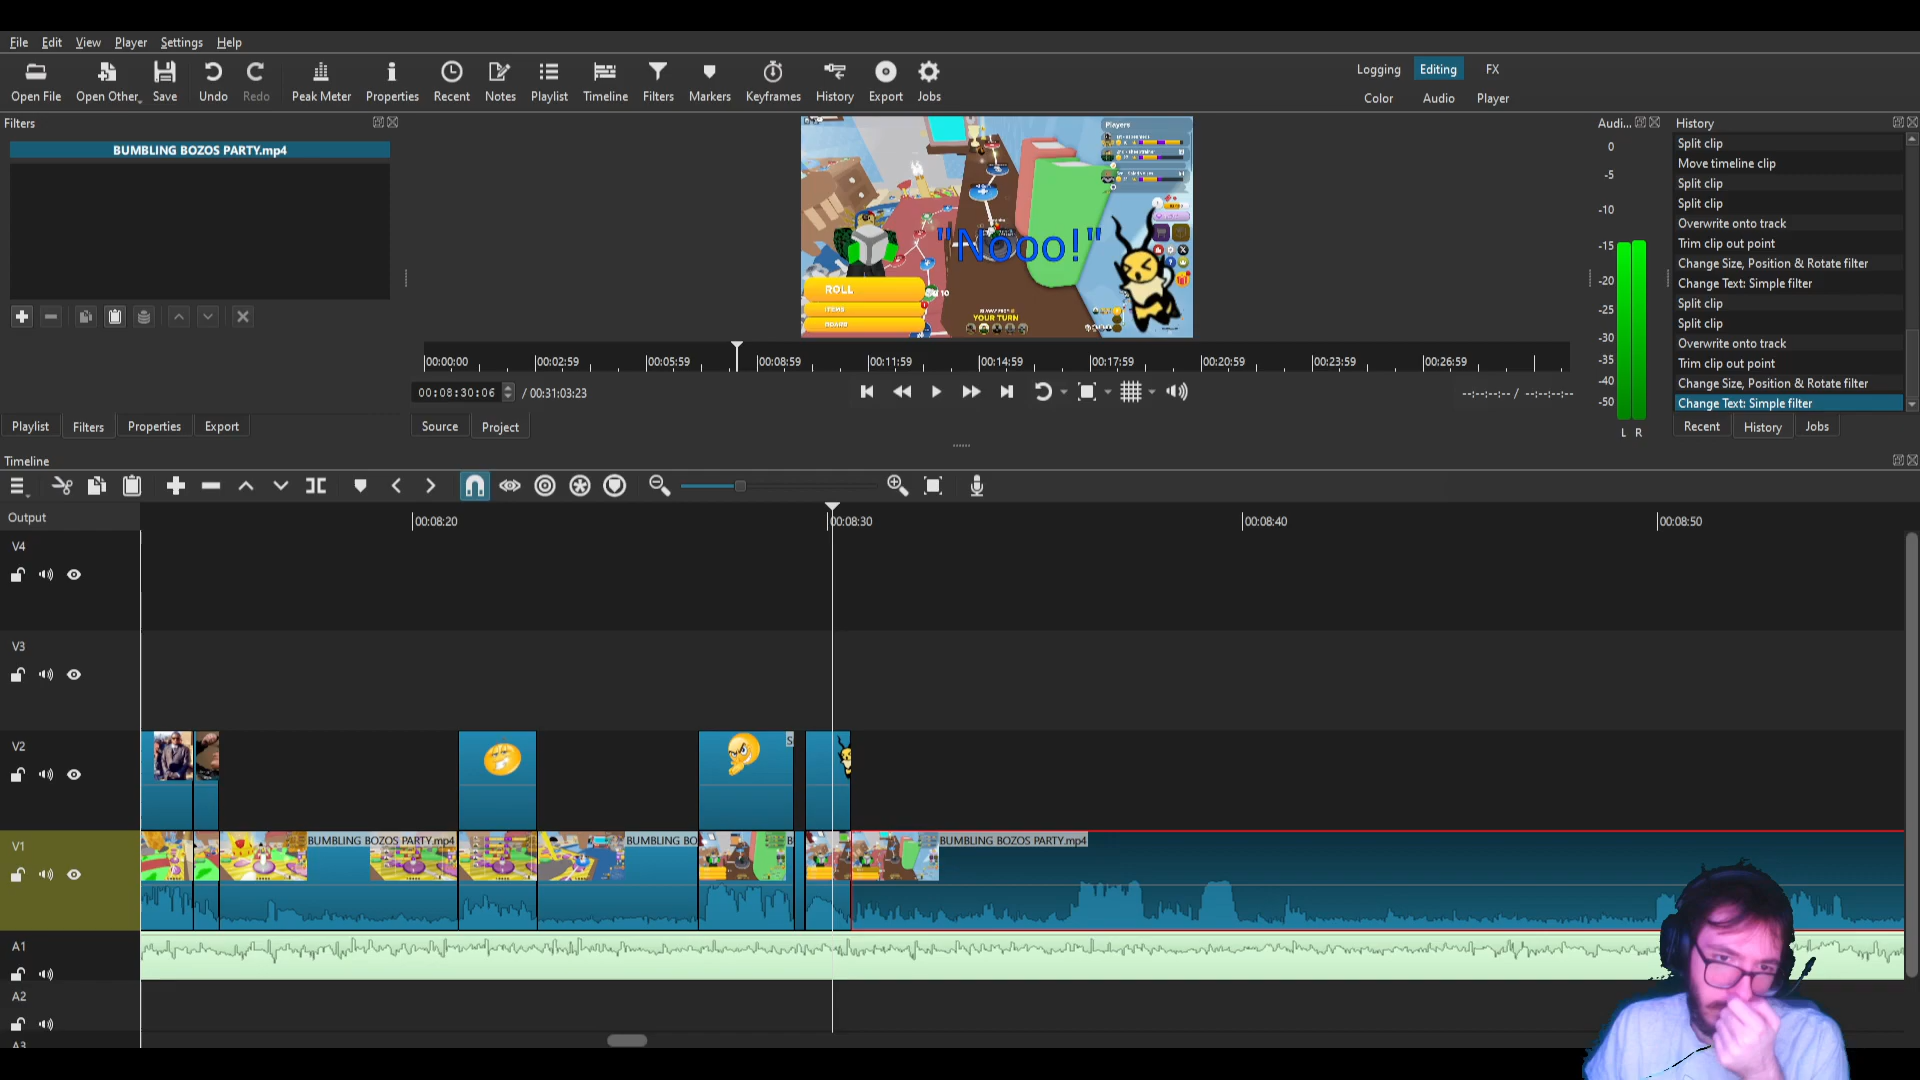 File Edit View Player Settings Help
Open File Open Other Save Undo Redo Peak Meter Properties Recent Notes Playlist Timeline Filters Markers Keyframes History Export Jobs
Logging Editing FX
Color Audio Player
Filters
BUMBLING BOZOS PARTY.mp4
Players
"Nooo!"
ROLL
ITEMS
BOARD
10
YOUR TURN
Audi...
0
-5
-10
-15
-20
-25
-30
-35
-40
-50
L R
History
Split clip
Move timeline clip
Split clip
Split clip
Overwrite onto track
Trim clip out point
Change Size, Position & Rotate filter
Change Text: Simple filter
Split clip
Split clip
Overwrite onto track
Trim clip out point
Change Size, Position & Rotate filter
Change Text: Simple filter
00:00:00 00:02:59 00:05:59 00:08:59 00:11:59 00:14:59 00:17:59 00:20:59 00:23:59 00:26:59
00:08:30:06 / 00:31:03:23
--:--:--:-- / --:--:--:--
Playlist Filters Properties Export
Source Project
Recent History Jobs
Timeline
Output
00:08:20 00:08:30 00:08:40 00:08:50
V4
V3
V2
S
V1
BUMBLING BOZOS PARTY.mp4 BUMBLING BO B BUMBLING BOZOS PARTY.mp4
A1
A2
A3